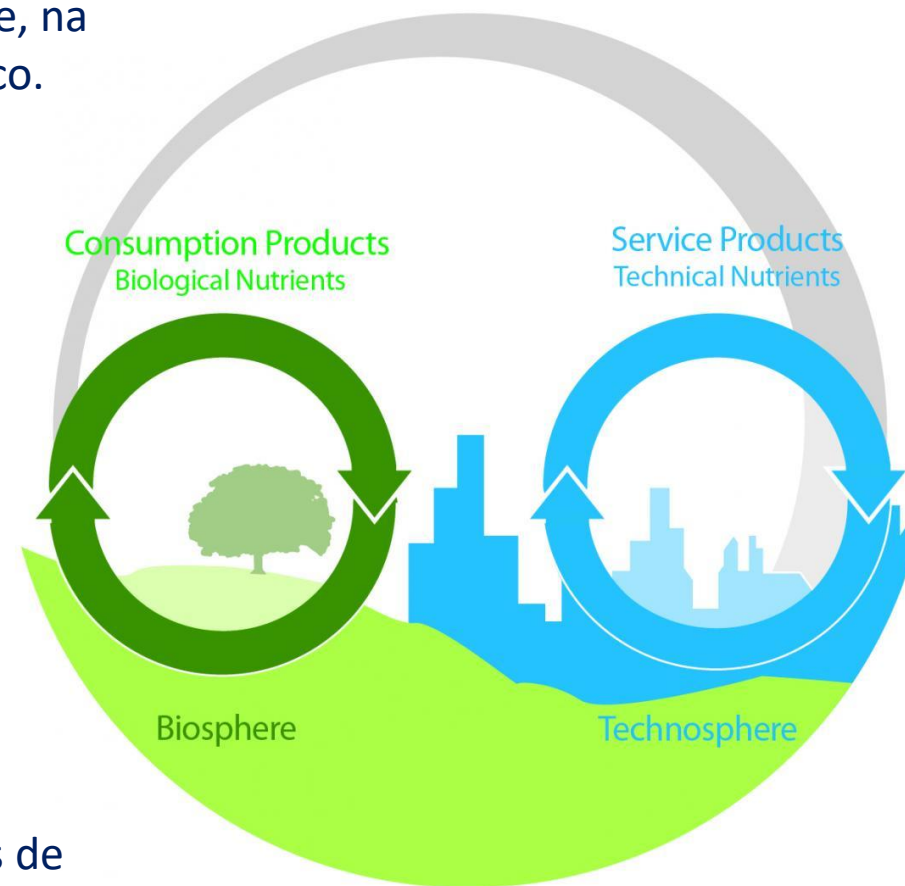 e, na
co.
Consumption Products
Biological Nutrients
Service Products
Technical Nutrients
Biosphere
Technosphere
s de